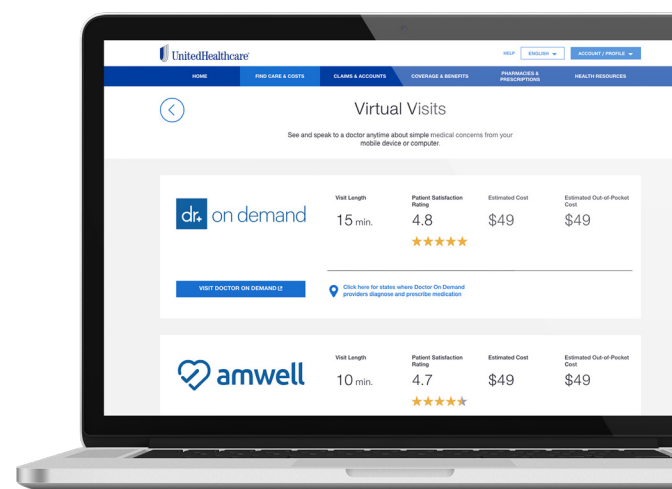 UnitedHealthcare®
HELP
ENGLISH
ACCOUNT / PROFILE
HOME
FIND CARE & COSTS
CLAIMS & ACCOUNTS
COVERAGE & BENEFITS
PHARMACIES &
PRESCRIPTIONS
HEALTH RESOURCES
Virtual Visits
See and speak to a doctor anytime about simple medical concerns from your
mobile device or computer.
dr+ on demand
Visit Length
15 min.
Patient Satisfaction
Rating
4.8
Estimated Cost
$49
Estimated Out-of-Pocket
Cost
$49
VISIT DOCTOR ON DEMAND
Click here for states where Doctor On Demand
providers diagnose and prescribe medication
amwell
Visit Length
10 min.
Patient Satisfaction
Rating
4.7
Estimated Cost
$49
Estimated Out-of-Pocket
Cost
$49